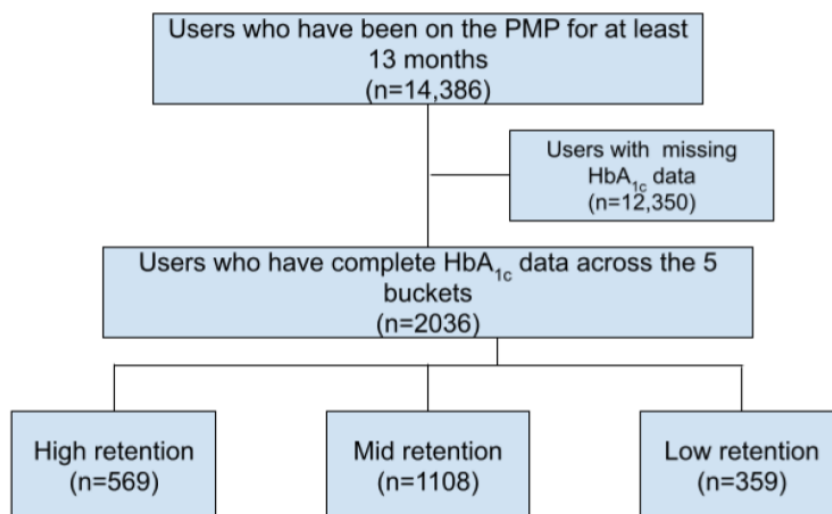 Users who have been on the PMP for at least
13 months
(n=14,386)
Users with missing
HbA1c data
(n=12,350)
Users who have complete HbA1c data across the 5
buckets
(n=2036)
High retention
(n=569)
Mid retention
(n=1108)
Low retention
(n=359)